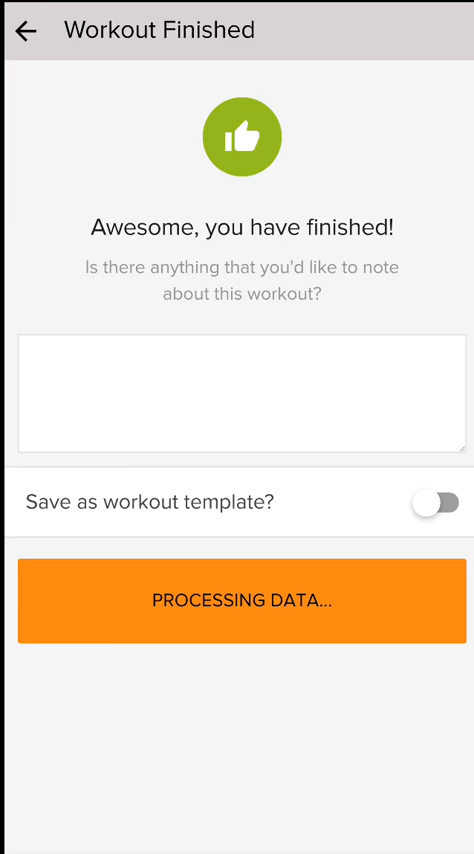 Workout Finished
Awesome, you have finished!
Is there anything that you'd like to note
about this workout?
Save as workout template?
PROCESSING DATA...